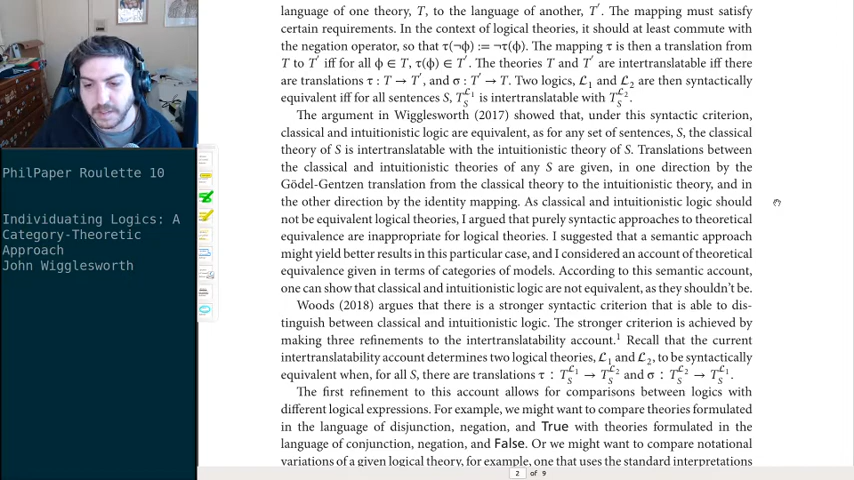 language of one theory, T, to the language of another, T′. The mapping must satisfy
certain requirements. In the context of logical theories, it should at least commute with
the negation operator, so that τ(¬ϕ) := ¬τ(ϕ). The mapping τ is then a translation from
T to T′ iff for all ϕ ∈ T, τ(ϕ) ∈ T′. The theories T and T′ are intertranslatable iff there
are translations τ : T → T′, and σ : T′ → T. Two logics, ℒ₁ and ℒ₂ are then syntactically
equivalent iff for all sentences S, T_S^ℒ₁ is intertranslatable with T_S^ℒ₂.
The argument in Wigglesworth (2017) showed that, under this syntactic criterion,
classical and intuitionistic logic are equivalent, as for any set of sentences, S, the classical
theory of S is intertranslatable with the intuitionistic theory of S. Translations between
the classical and intuitionistic theories of any S are given, in one direction by the
Gödel-Gentzen translation from the classical theory to the intuitionistic theory, and in
the other direction by the identity mapping. As classical and intuitionistic logic should
not be equivalent logical theories, I argued that purely syntactic approaches to theoretical
equivalence are inappropriate for logical theories. I suggested that a semantic approach
might yield better results in this particular case, and I considered an account of theoretical
equivalence given in terms of categories of models. According to this semantic account,
one can show that classical and intuitionistic logic are not equivalent, as they shouldn't be.
Woods (2018) argues that there is a stronger syntactic criterion that is able to dis-
tinguish between classical and intuitionistic logic. The stronger criterion is achieved by
making three refinements to the intertranslatability account.¹ Recall that the current
intertranslatability account determines two logical theories, ℒ₁ and ℒ₂, to be syntactically
equivalent when, for all S, there are translations τ : T_S^ℒ₁ → T_S^ℒ₂ and σ : T_S^ℒ₂ → T_S^ℒ₁.
The first refinement to this account allows for comparisons between logics with
different logical expressions. For example, we might want to compare theories formulated
in the language of disjunction, negation, and True with theories formulated in the
language of conjunction, negation, and False. Or we might want to compare notational
variations of a given logical theory, for example, one that uses the standard interpretations
2 of 9
PhilPaper Roulette 10
Individuating Logics: A
Category-Theoretic
Approach
John Wigglesworth